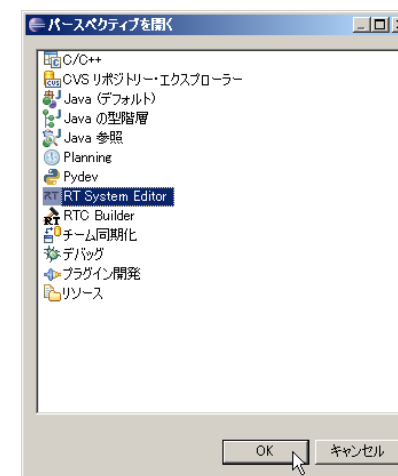 パースペクティブを開く
C/C++
CVS リポジトリー・エクスプローラー
Java (デフォルト)
Java の型階層
Java 参照
Planning
Pydev
RT RT System Editor
RT RTC Builder
チーム同期化
デバッグ
プラグイン開発
リソース
OK キャンセル